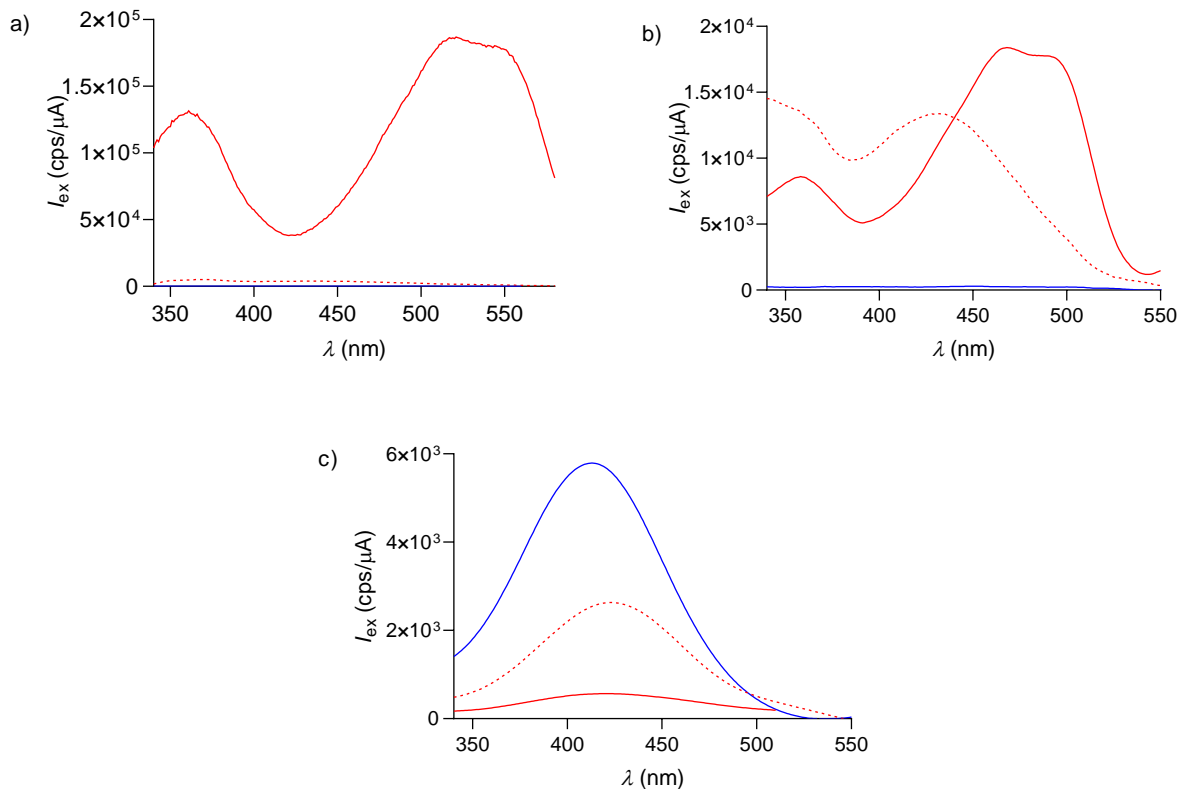 a)
I_ex (cps/μA)
2×10⁵
1.5×10⁵
1×10⁵
5×10⁴
0
350 400 450 500 550
λ (nm)
b)
I_ex (cps/μA)
2×10⁴
1.5×10⁴
1×10⁴
5×10³
0
350 400 450 500 550
λ (nm)
c)
I_ex (cps/μA)
6×10³
4×10³
2×10³
0
350 400 450 500 550
λ (nm)